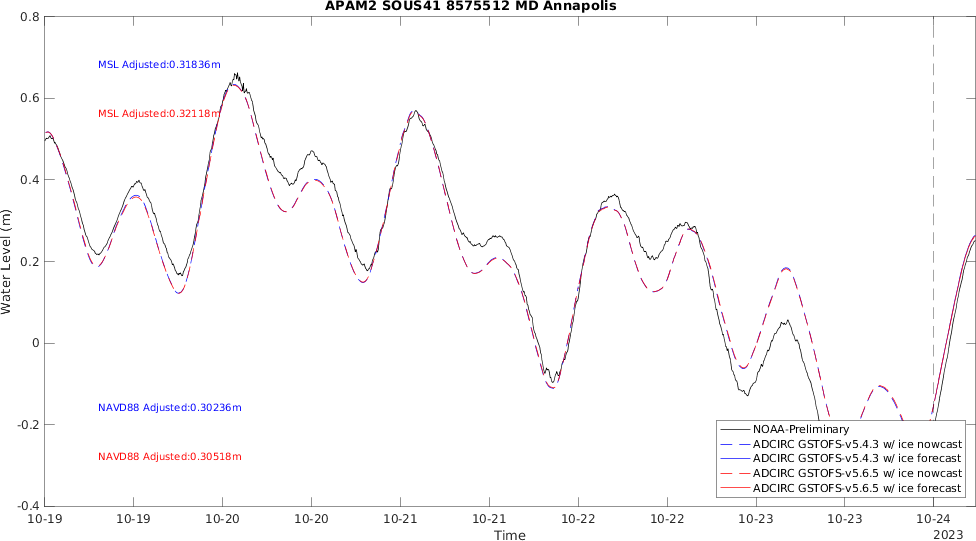 APAM2 SOUS41 8575512 MD Annapolis
0.8
0.6
0.4
0.2
0
-0.2
-0.4
Water Level (m)
MSL Adjusted:0.31836m
MSL Adjusted:0.32118m
NAVD88 Adjusted:0.30236m
NAVD88 Adjusted:0.30518m
NOAA-Preliminary
ADCIRC GSTOFS-v5.4.3 w/ ice nowcast
ADCIRC GSTOFS-v5.4.3 w/ ice forecast
ADCIRC GSTOFS-v5.6.5 w/ ice nowcast
ADCIRC GSTOFS-v5.6.5 w/ ice forecast
10-19 10-19 10-20 10-20 10-21 10-21 10-22 10-22 10-23 10-23 10-24
Time
2023